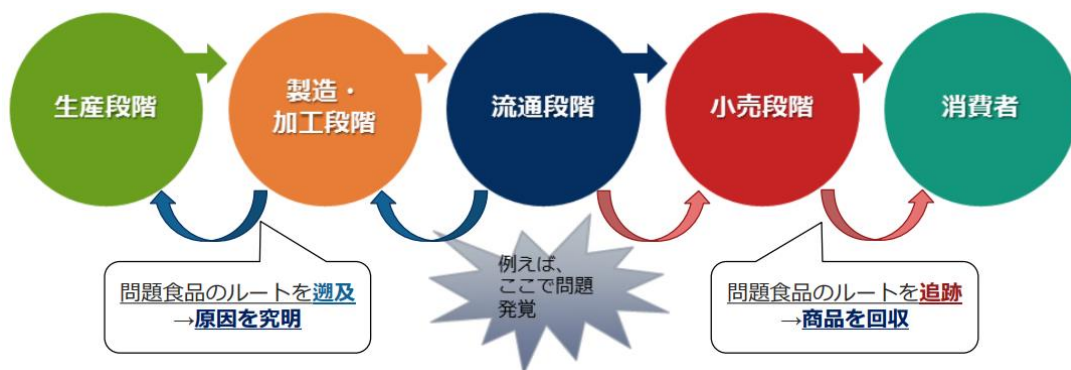 生産段階
製造・
加工段階
流通段階
小売段階
消費者
問題食品のルートを遡及
→原因を究明
例えば、
ここで問題
発覚
問題食品のルートを追跡
→商品を回収